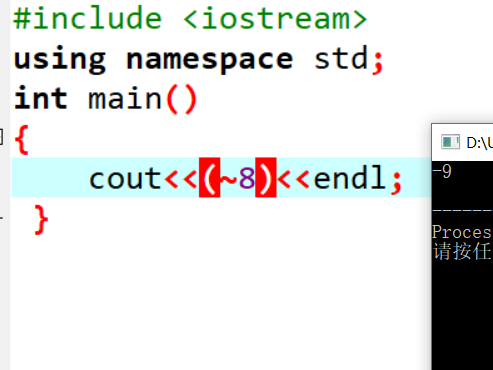 #include <iostream>
using namespace std;
int main()
{
cout<<(~8)<<endl;
}
D:\
-9
Proces
请按任